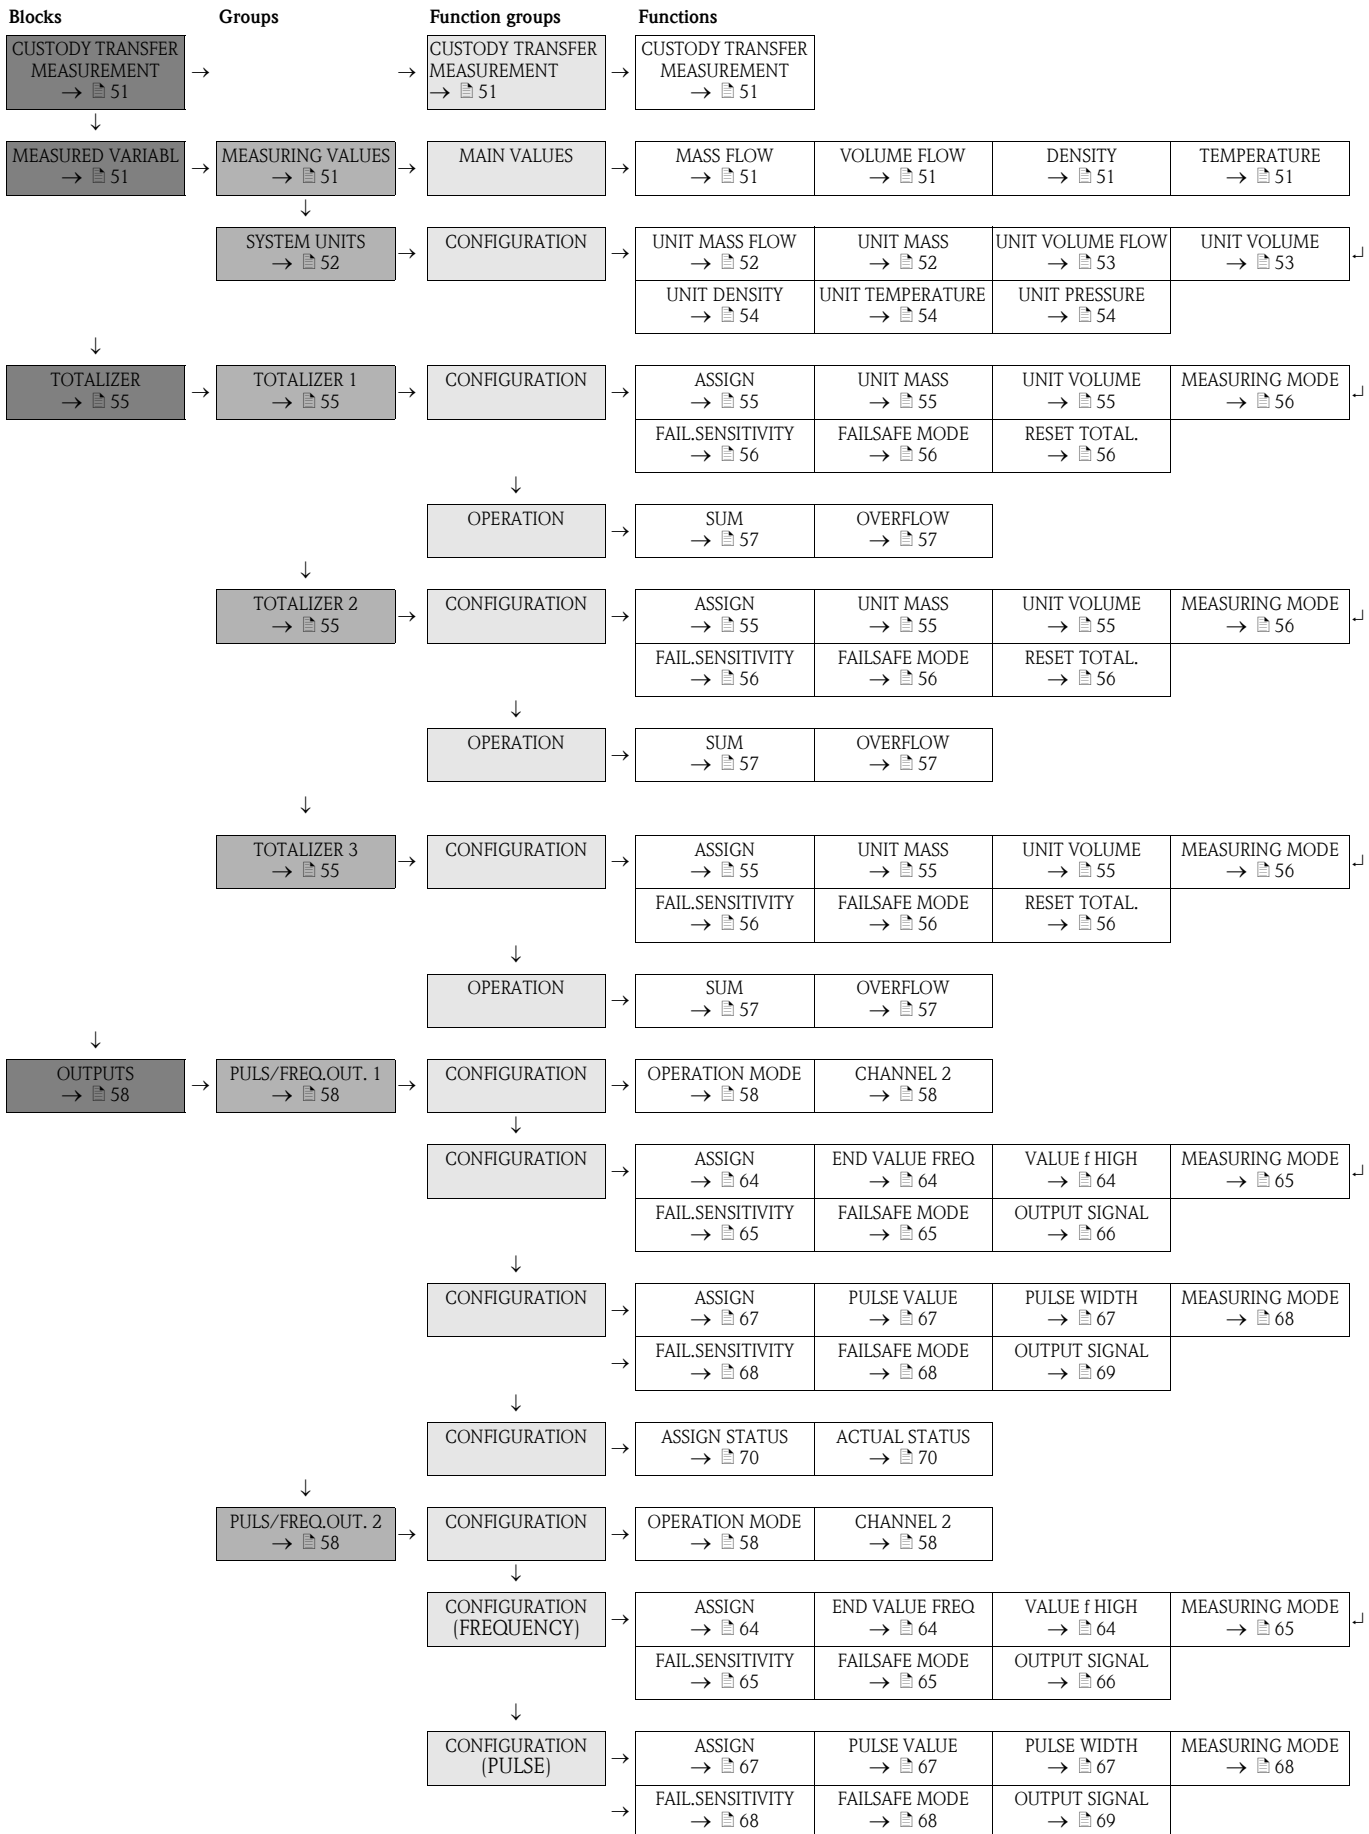 Blocks Groups Function groups Functions
CUSTODY TRANSFER CUSTODY TRANSFER CUSTODY TRANSFER
MEASUREMENT → → MEASUREMENT → MEASUREMENT
→ 🖹 51 → 🖹 51 → 🖹 51
↓
MEASURED VARIABL → MEASURING VALUES → MAIN VALUES → MASS FLOW VOLUME FLOW DENSITY TEMPERATURE
→ 🖹 51 → 🖹 51 → 🖹 51 → 🖹 51 → 🖹 51 → 🖹 51
↓
SYSTEM UNITS → CONFIGURATION → UNIT MASS FLOW UNIT MASS UNIT VOLUME FLOW UNIT VOLUME ↵
→ 🖹 52 → 🖹 52 → 🖹 52 → 🖹 53 → 🖹 53
UNIT DENSITY UNIT TEMPERATURE UNIT PRESSURE
→ 🖹 54 → 🖹 54 → 🖹 54
↓
TOTALIZER → TOTALIZER 1 → CONFIGURATION → ASSIGN UNIT MASS UNIT VOLUME MEASURING MODE ↵
→ 🖹 55 → 🖹 55 → 🖹 55 → 🖹 55 → 🖹 55 → 🖹 56
FAIL.SENSITIVITY FAILSAFE MODE RESET TOTAL.
→ 🖹 56 → 🖹 56 → 🖹 56
↓
OPERATION → SUM OVERFLOW
→ 🖹 57 → 🖹 57
↓
TOTALIZER 2 → CONFIGURATION → ASSIGN UNIT MASS UNIT VOLUME MEASURING MODE ↵
→ 🖹 55 → 🖹 55 → 🖹 55 → 🖹 55 → 🖹 56
FAIL.SENSITIVITY FAILSAFE MODE RESET TOTAL.
→ 🖹 56 → 🖹 56 → 🖹 56
↓
OPERATION → SUM OVERFLOW
→ 🖹 57 → 🖹 57
↓
TOTALIZER 3 → CONFIGURATION → ASSIGN UNIT MASS UNIT VOLUME MEASURING MODE ↵
→ 🖹 55 → 🖹 55 → 🖹 55 → 🖹 55 → 🖹 56
FAIL.SENSITIVITY FAILSAFE MODE RESET TOTAL.
→ 🖹 56 → 🖹 56 → 🖹 56
↓
OPERATION → SUM OVERFLOW
→ 🖹 57 → 🖹 57
↓
OUTPUTS → PULS/FREQ.OUT. 1 → CONFIGURATION → OPERATION MODE CHANNEL 2
→ 🖹 58 → 🖹 58 → 🖹 58 → 🖹 58
↓
CONFIGURATION → ASSIGN END VALUE FREQ VALUE f HIGH MEASURING MODE ↵
→ 🖹 64 → 🖹 64 → 🖹 64 → 🖹 65
FAIL.SENSITIVITY FAILSAFE MODE OUTPUT SIGNAL
→ 🖹 65 → 🖹 65 → 🖹 66
↓
CONFIGURATION → ASSIGN PULSE VALUE PULSE WIDTH MEASURING MODE
→ 🖹 67 → 🖹 67 → 🖹 67 → 🖹 68
→ FAIL.SENSITIVITY FAILSAFE MODE OUTPUT SIGNAL
→ 🖹 68 → 🖹 68 → 🖹 69
↓
CONFIGURATION → ASSIGN STATUS ACTUAL STATUS
→ 🖹 70 → 🖹 70
↓
PULS/FREQ.OUT. 2 → CONFIGURATION → OPERATION MODE CHANNEL 2
→ 🖹 58 → 🖹 58 → 🖹 58
↓
CONFIGURATION → ASSIGN END VALUE FREQ VALUE f HIGH MEASURING MODE ↵
(FREQUENCY) → 🖹 64 → 🖹 64 → 🖹 64 → 🖹 65
FAIL.SENSITIVITY FAILSAFE MODE OUTPUT SIGNAL
→ 🖹 65 → 🖹 65 → 🖹 66
↓
CONFIGURATION → ASSIGN PULSE VALUE PULSE WIDTH MEASURING MODE
(PULSE) → 🖹 67 → 🖹 67 → 🖹 67 → 🖹 68
→ FAIL.SENSITIVITY FAILSAFE MODE OUTPUT SIGNAL
→ 🖹 68 → 🖹 68 → 🖹 69